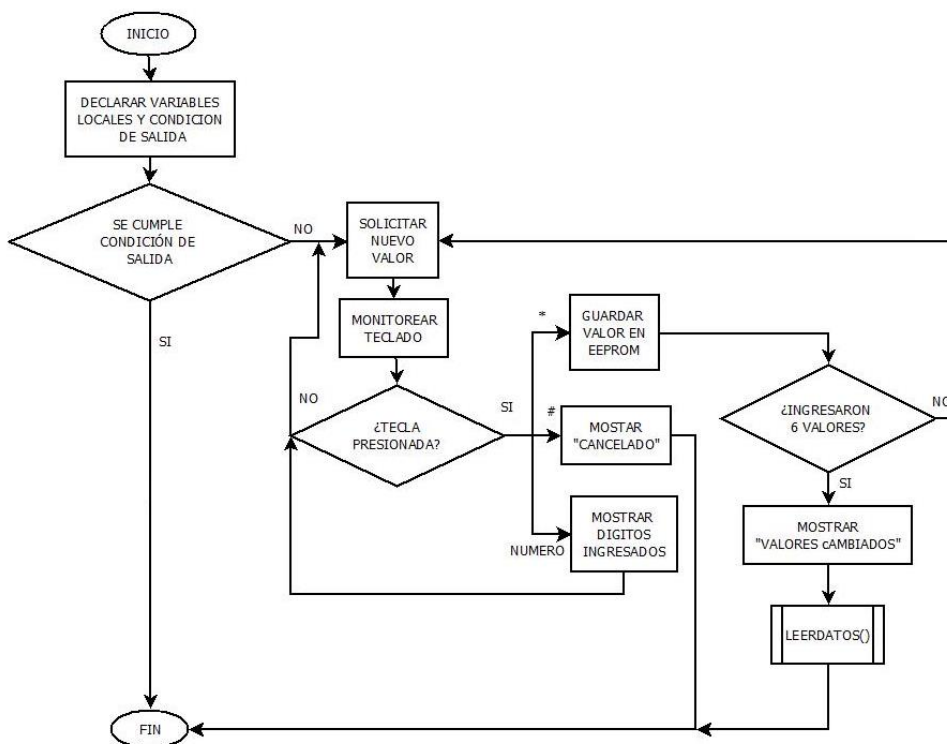 INICIO
DECLARAR VARIABLES
LOCALES Y CONDICION
DE SALIDA
SE CUMPLE
CONDICIÓN DE
SALIDA
NO
SI
SOLICITAR
NUEVO
VALOR
MONITOREAR
TECLADO
NO
¿TECLA
PRESIONADA?
SI
*
GUARDAR
VALOR EN
EEPROM
#
MOSTAR
"CANCELADO"
NUMERO
MOSTRAR
DIGITOS
INGRESADOS
¿INGRESARON
6 VALORES?
NO
SI
MOSTRAR
"VALORES cAMBIADOS"
LEERDATOS()
FIN